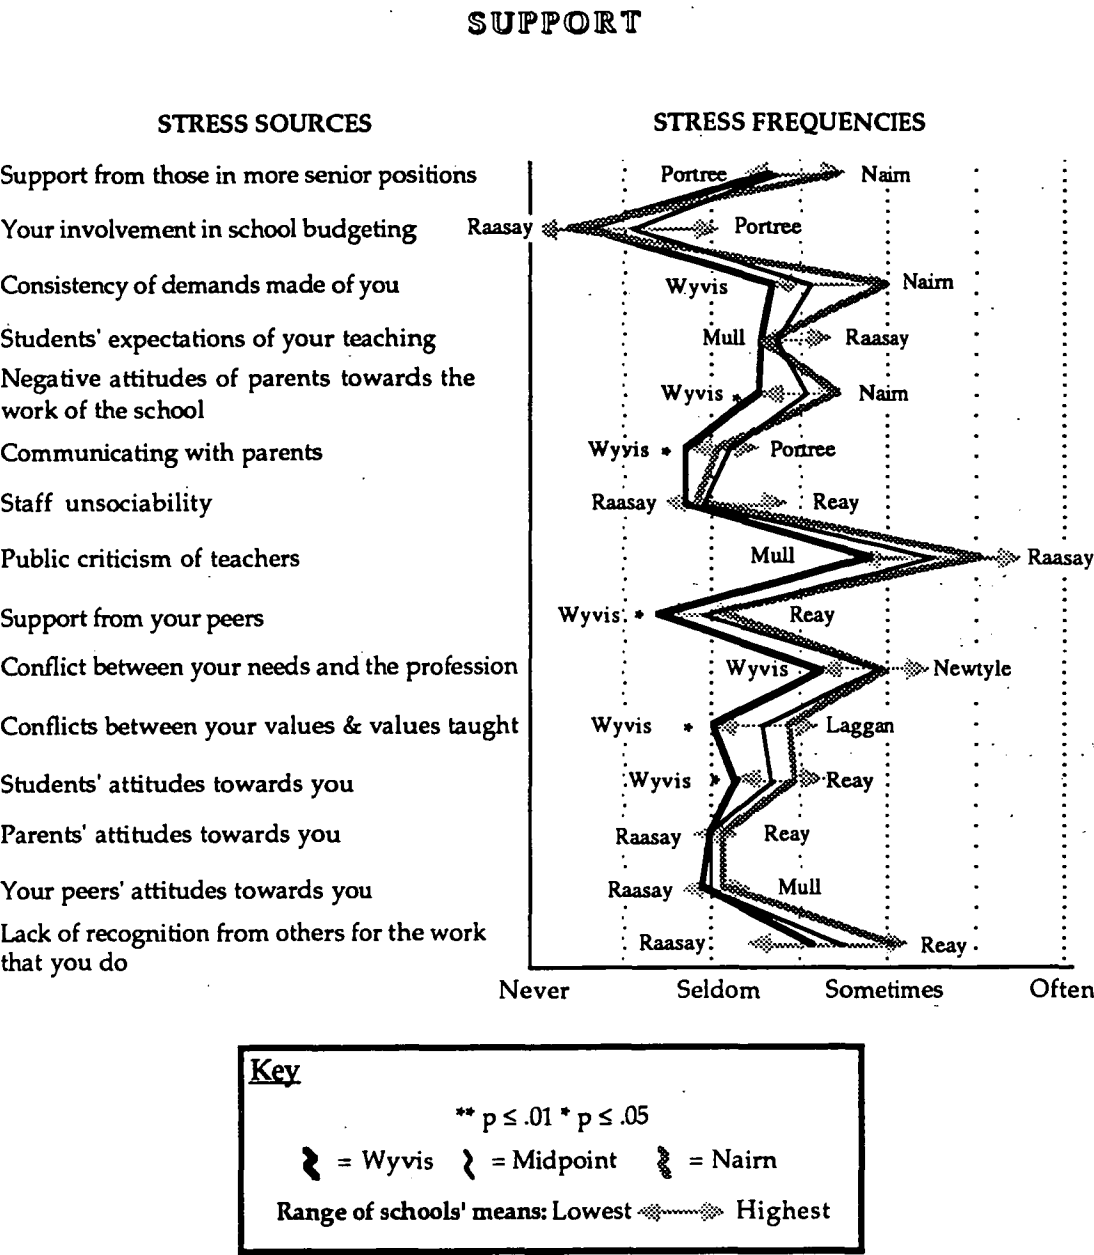 SUPPORT
STRESS SOURCES STRESS FREQUENCIES
Support from those in more senior positions Portree Nairn
Your involvement in school budgeting Raasay Portree
Consistency of demands made of you Wyvis Nairn
Students' expectations of your teaching Mull Raasay
Negative attitudes of parents towards the
work of the school Wyvis * Nairn
Communicating with parents Wyvis * Portree
Staff unsociability Raasay Reay
Public criticism of teachers Mull Raasay
Support from your peers Wyvis * Reay
Conflict between your needs and the profession Wyvis Newtyle
Conflicts between your values & values taught Wyvis * Laggan
Students' attitudes towards you Wyvis * Reay
Parents' attitudes towards you Raasay Reay
Your peers' attitudes towards you Raasay Mull
Lack of recognition from others for the work
that you do Raasay Reay
Never Seldom Sometimes Often
Key
** p ≤ .01 * p ≤ .05
= Wyvis = Midpoint = Nairn
Range of schools' means: Lowest Highest